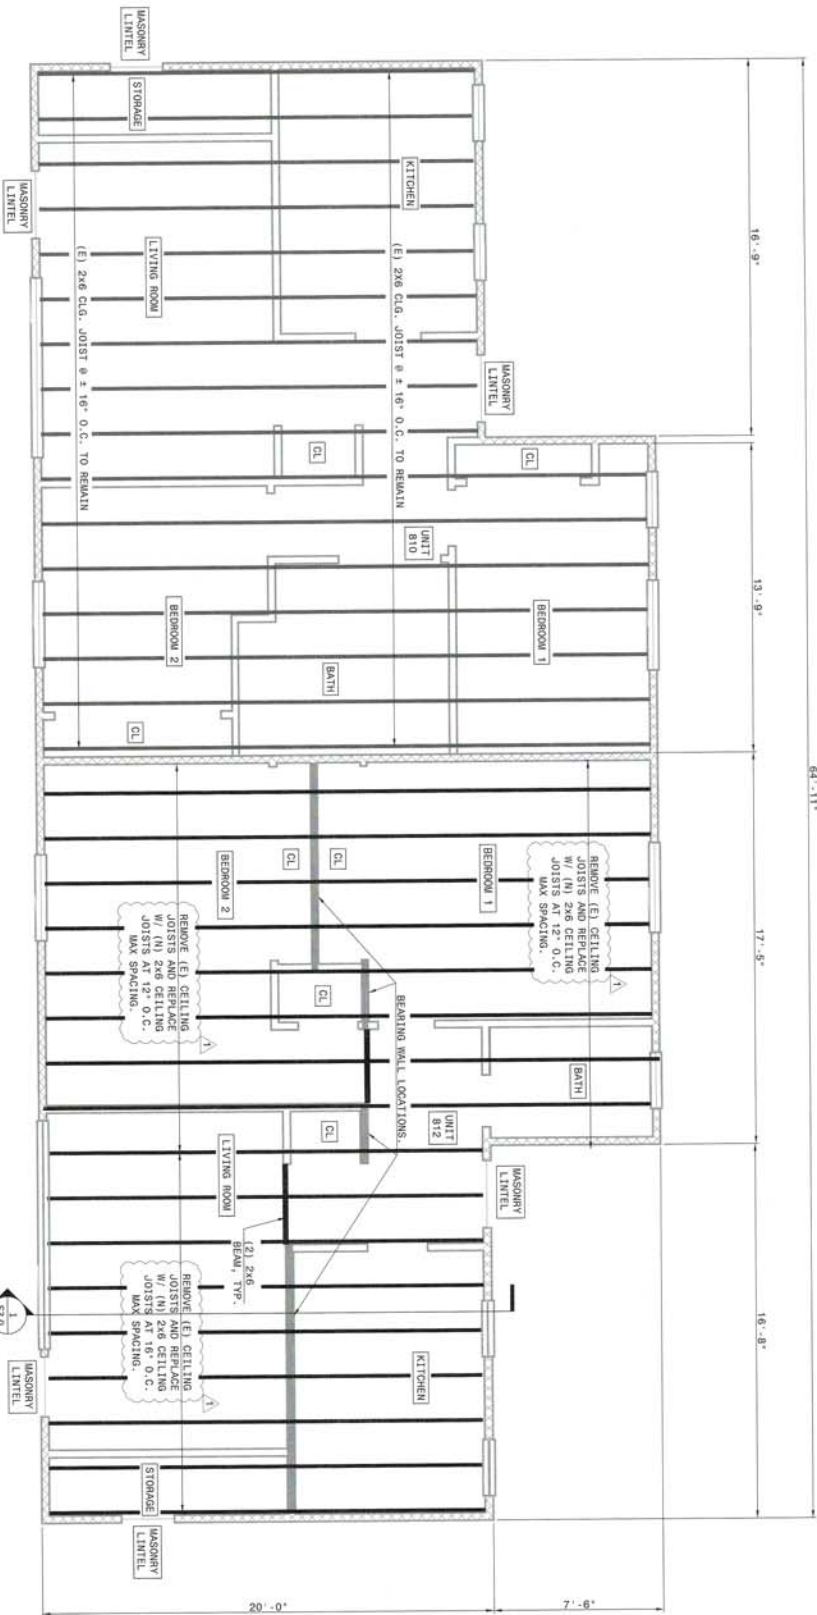 64'-11"
16'-9"
13'-9"
17'-5"
16'-8"
7'-6"
20'-0"
REMOVE (E) CEILING
JOISTS AND REPLACE
W/ (N) 2x6 CEILING
JOISTS AT 12" O.C.
MAX SPACING.
1
CL
BEDROOM 1
BEDROOM 1
BATH
MASONRY
LINTEL
MASONRY
LINTEL
KITCHEN
UNIT
810
UNIT
812
KITCHEN
(E) 2X6 CLG. JOIST @ ± 16" O.C. TO REMAIN
BEARING WALL LOCATIONS.
CL
BATH
CL
CL
CL
CL
(2) 2x6
BEAM, TYP.
STORAGE
LIVING ROOM
BEDROOM 2
CL
BEDROOM 2
LIVING ROOM
STORAGE
MASONRY
LINTEL
MASONRY
LINTEL
REMOVE (E) CEILING
JOISTS AND REPLACE
W/ (N) 2x6 CEILING
JOISTS AT 12" O.C.
MAX SPACING.
1
REMOVE (E) CEILING
JOISTS AND REPLACE
W/ (N) 2x6 CEILING
JOISTS AT 16" O.C.
MAX SPACING.
1
(E) 2X6 CLG. JOIST @ ± 16" O.C. TO REMAIN
MASONRY
LINTEL
MASONRY
LINTEL
1